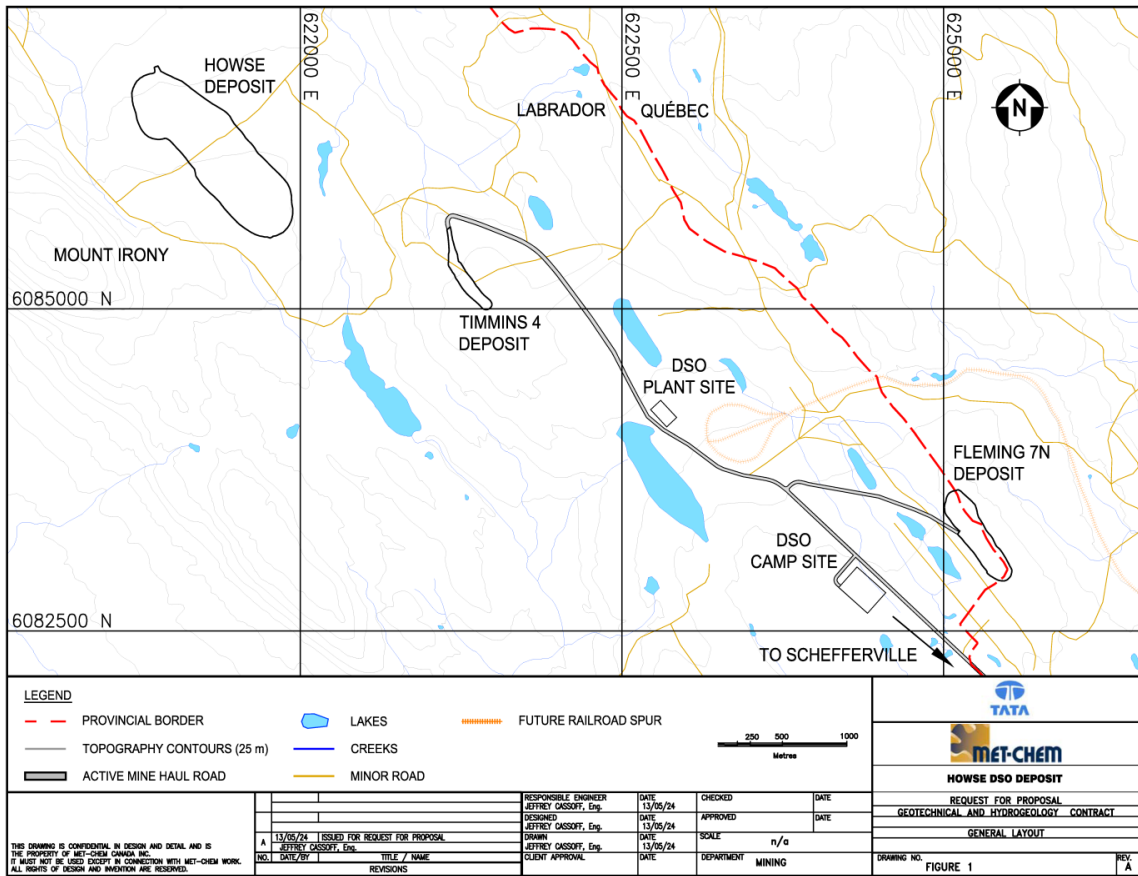 HOWSE
DEPOSIT
622000 E
622500 E
625000 E
LABRADOR
QUÉBEC
N
MOUNT IRONY
6085000 N
TIMMINS 4
DEPOSIT
DSO
PLANT SITE
FLEMING 7N
DEPOSIT
DSO
CAMP SITE
6082500 N
TO SCHEFFERVILLE
LEGEND
PROVINCIAL BORDER
LAKES
FUTURE RAILROAD SPUR
TOPOGRAPHY CONTOURS (25 m)
CREEKS
ACTIVE MINE HAUL ROAD
MINOR ROAD
250 500 1000
Metres
TATA
MET-CHEM
HOWSE DSO DEPOSIT
REQUEST FOR PROPOSAL
GEOTECHNICAL AND HYDROGEOLOGY CONTRACT
GENERAL LAYOUT
DRAWING NO.
FIGURE 1
REV.
A
THIS DRAWING IS CONFIDENTIAL IN DESIGN AND DETAIL AND IS
THE PROPERTY OF MET-CHEM CANADA INC.
IT MUST NOT BE USED EXCEPT IN CONNECTION WITH MET-CHEM WORK.
ALL RIGHTS OF DESIGN AND INVENTION ARE RESERVED.
A 13/05/24 ISSUED FOR REQUEST FOR PROPOSAL
JEFFREY CASSOFF, Eng.
NO. DATE/BY TITLE / NAME
REVISIONS
RESPONSIBLE ENGINEER DATE CHECKED DATE
JEFFREY CASSOFF, Eng. 13/05/24
DESIGNED DATE APPROVED DATE
JEFFREY CASSOFF, Eng. 13/05/24
DRAWN DATE SCALE
JEFFREY CASSOFF, Eng. 13/05/24 n/a
CLIENT APPROVAL DATE DEPARTMENT MINING